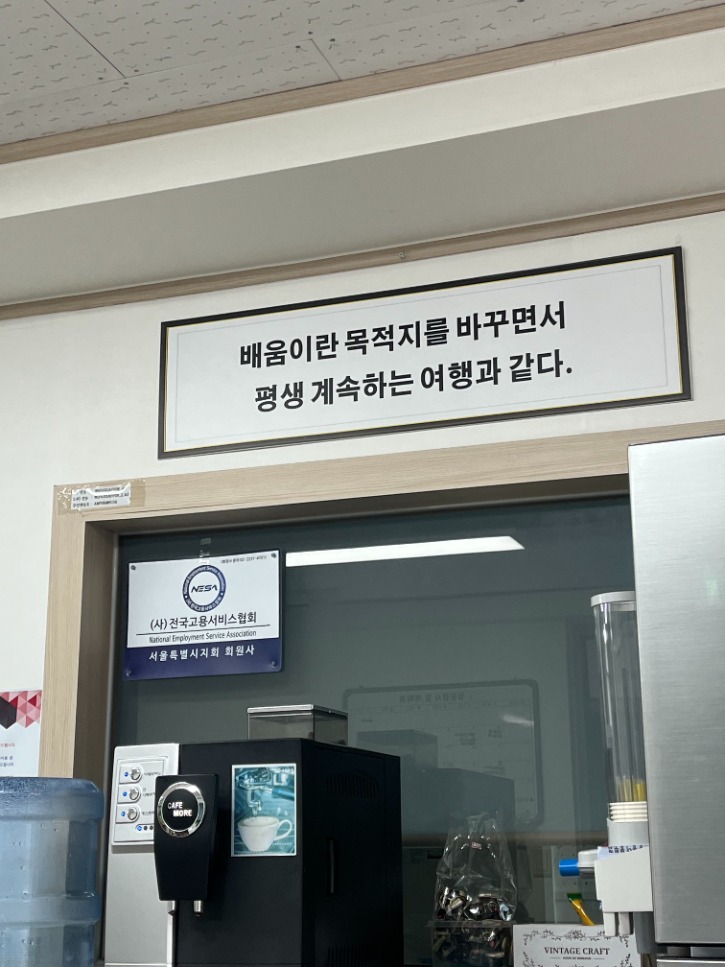 배움이란 목적지를 바꾸면서
평생 계속하는 여행과 같다.
NESA
(사) 전국고용서비스협회
National Employment Service Association
서울특별시지회 회원사
CAFE
MORE
VINTAGE CRAFT